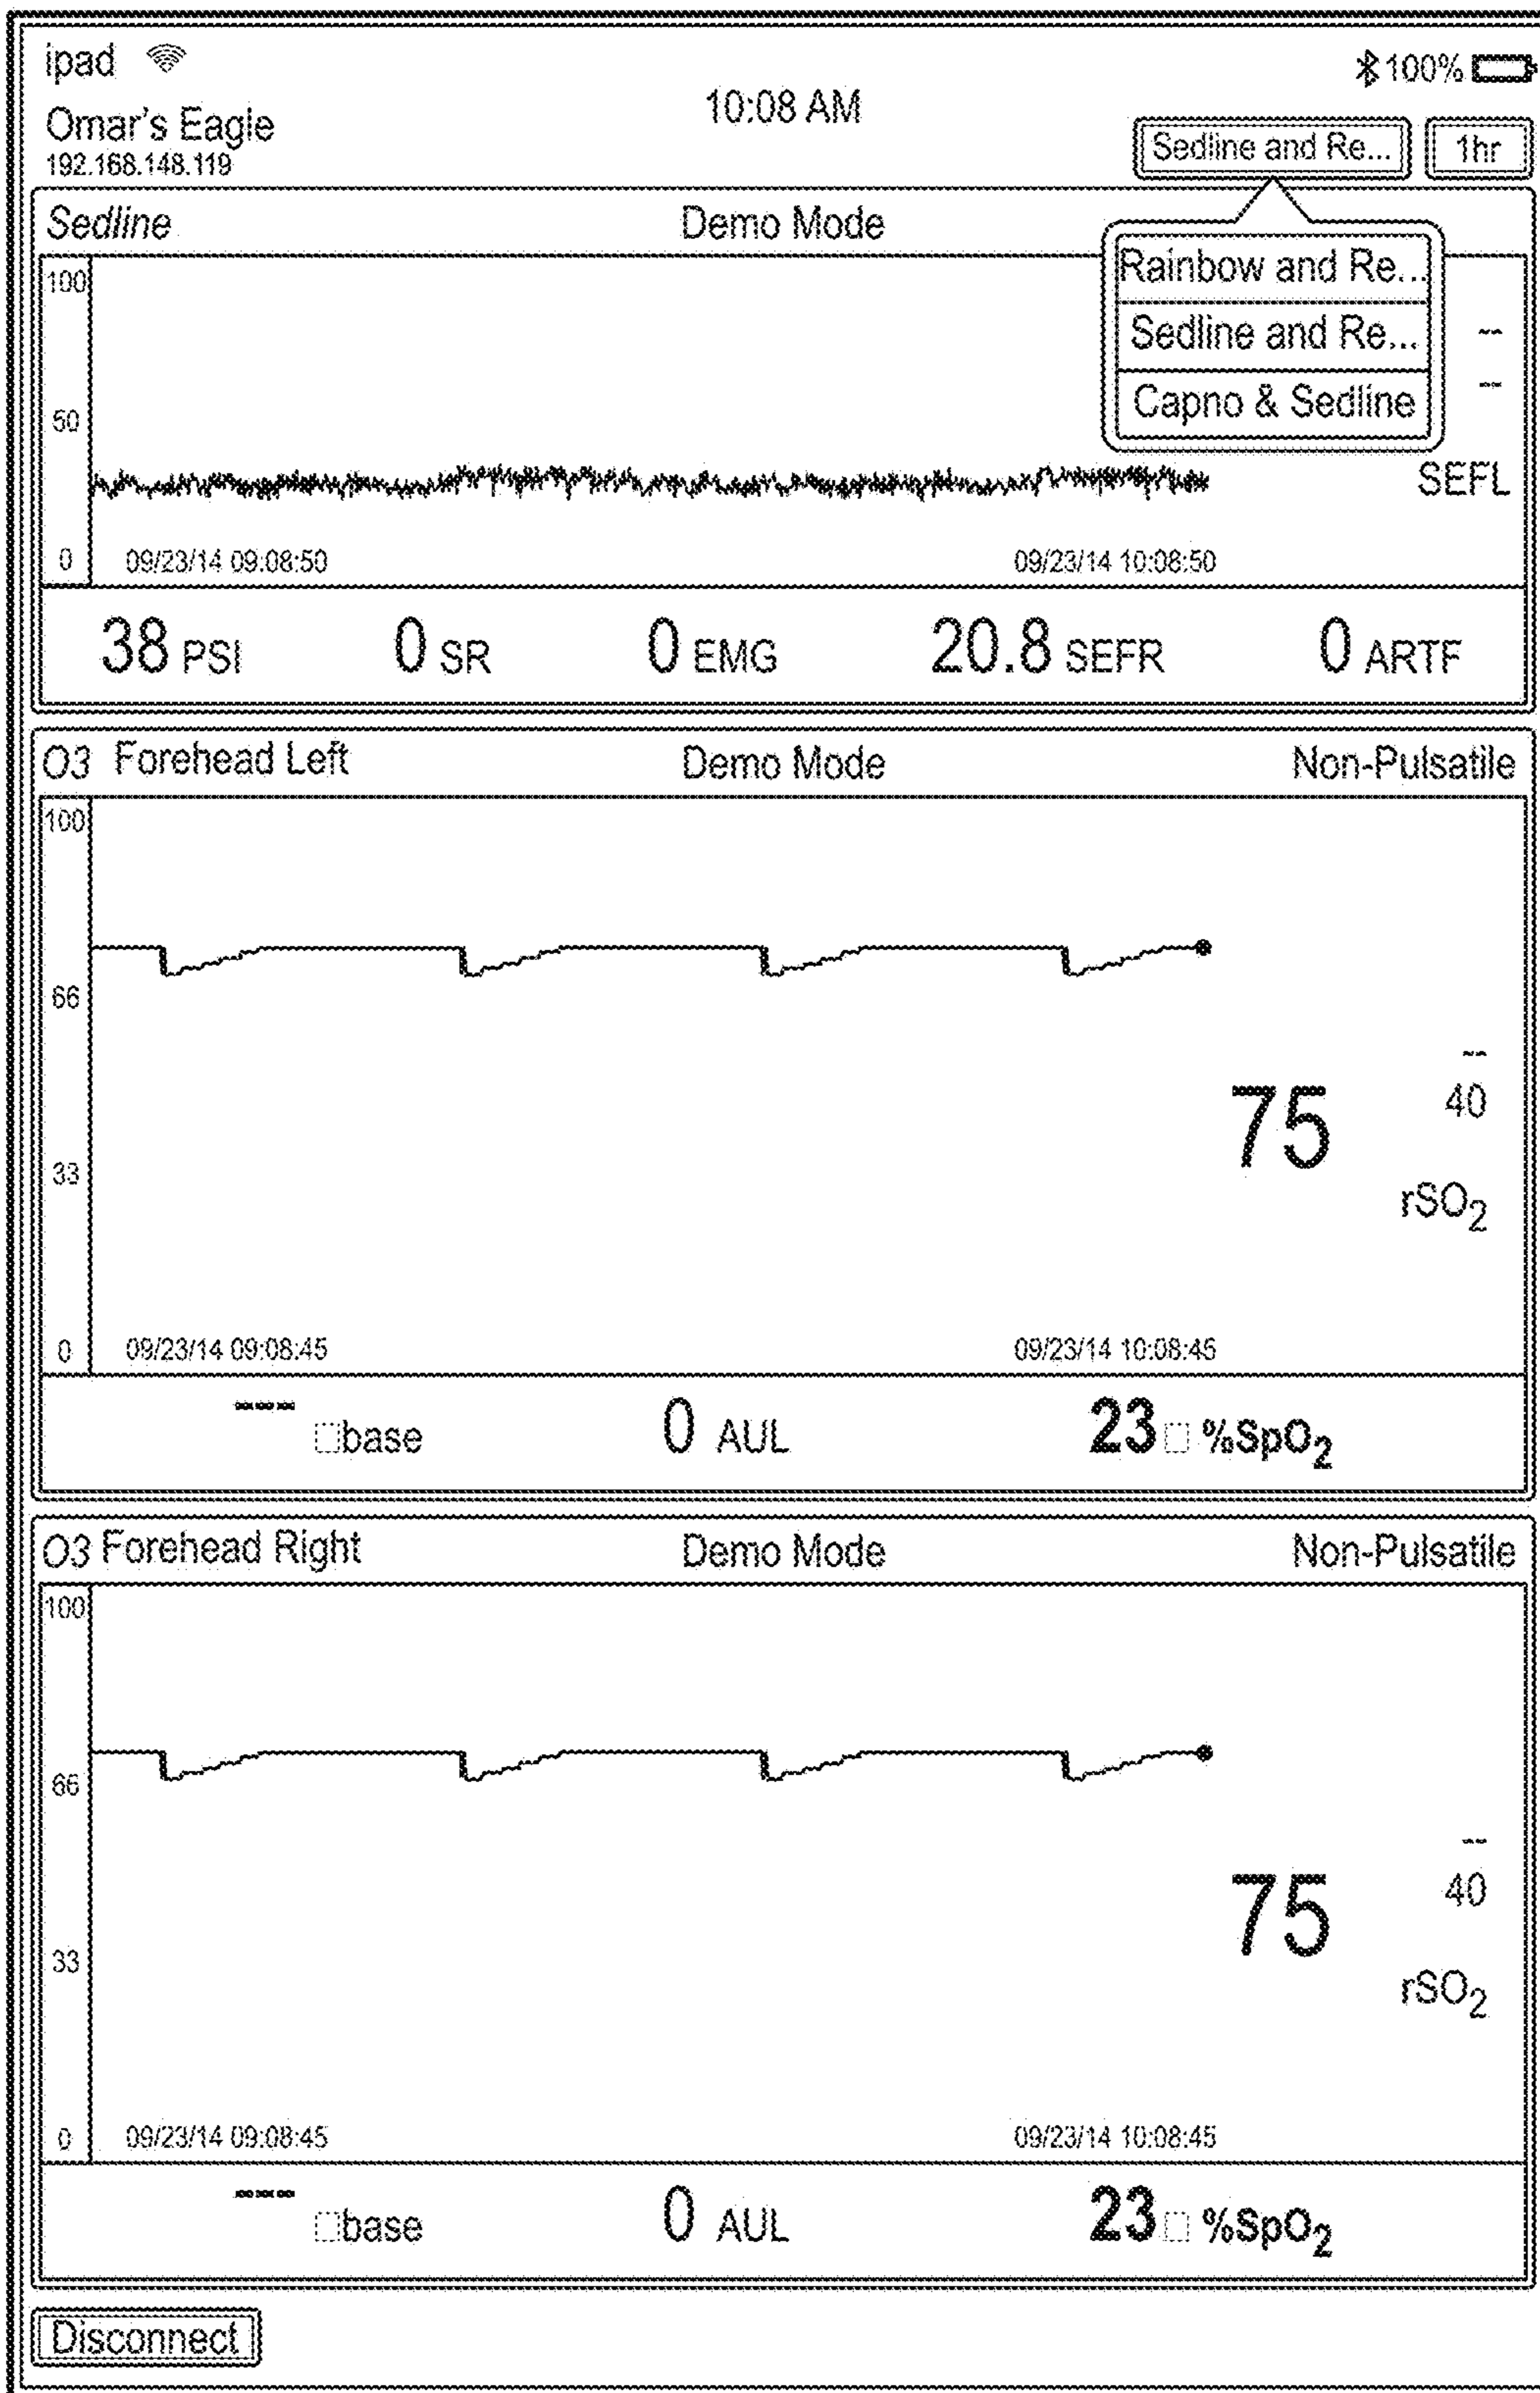 ipad
100%
10:08 AM
Omar's Eagle
192.168.148.119
Sedline and Re...
1hr
Sedline
Demo Mode
Rainbow and Re...
Sedline and Re...
Capno & Sedline
100
50
0
--
--
SEFL
09/23/14 09:08:50
09/23/14 10:08:50
38 PSI
0 SR
0 EMG
20.8 SEFR
0 ARTF
O3 Forehead Left
Demo Mode
Non-Pulsatile
100
66
33
0
--
75
40
rSO₂
09/23/14 09:08:45
09/23/14 10:08:45
---
□base
0 AUL
23□ %SpO₂
O3 Forehead Right
Demo Mode
Non-Pulsatile
100
66
33
0
--
75
40
rSO₂
09/23/14 09:08:45
09/23/14 10:08:45
---
□base
0 AUL
23□ %SpO₂
Disconnect